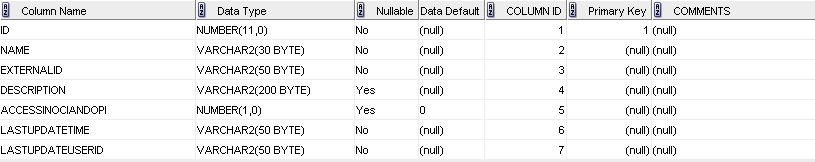 Column Name Data Type Nullable Data Default COLUMN ID Primary Key COMMENTS
ID NUMBER(11,0) No (null) 1 1 (null)
NAME VARCHAR2(30 BYTE) No (null) 2 (null) (null)
EXTERNALID VARCHAR2(50 BYTE) No (null) 3 (null) (null)
DESCRIPTION VARCHAR2(200 BYTE) Yes (null) 4 (null) (null)
ACCESSINOCIANDOPI NUMBER(1,0) Yes 0 5 (null) (null)
LASTUPDATETIME VARCHAR2(50 BYTE) No (null) 6 (null) (null)
LASTUPDATEUSERID VARCHAR2(50 BYTE) No (null) 7 (null) (null)